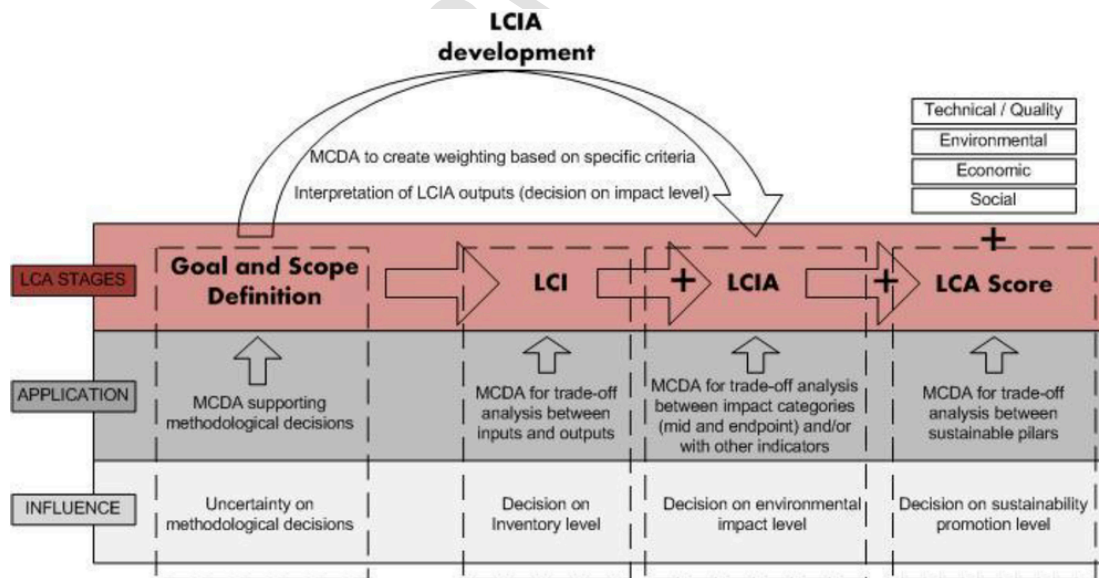 LCIA
development
MCDA to create weighting based on specific criteria
Interpretation of LCIA outputs (decision on impact level)
Technical / Quality
Environmental
Economic
Social
+
LCA STAGES
Goal and Scope
Definition
LCI
+
LCIA
+
LCA Score
APPLICATION
MCDA supporting
methodological decisions
MCDA for trade-off
analysis between
inputs and outputs
MCDA for trade-off analysis
between impact categories
(mid and endpoint) and/or
with other indicators
MCDA for trade-off
analysis between
sustainable pilars
INFLUENCE
Uncertainty on
methodological decisions
Decision on
Inventory level
Decision on environmental
impact level
Decision on sustainability
promotion level